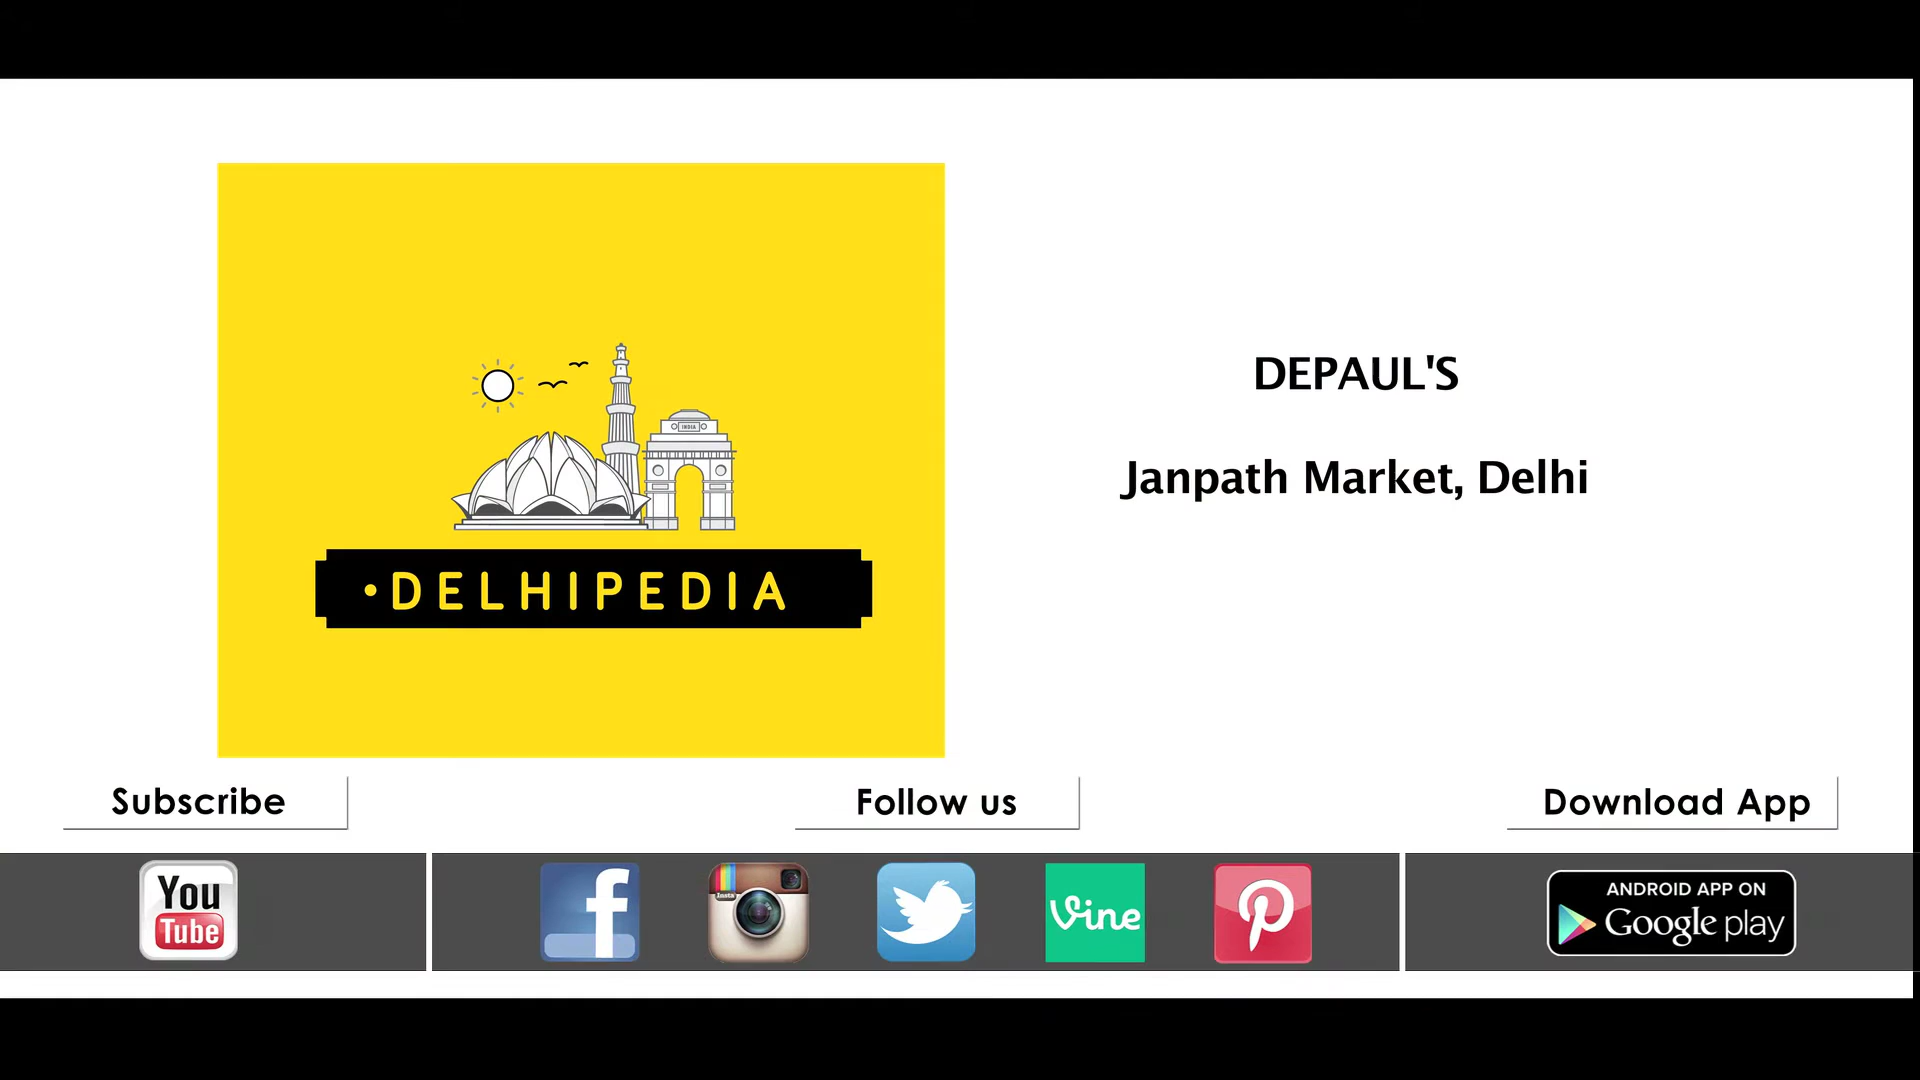 INDIA
•DELHIPEDIA
DEPAUL'S
Janpath Market, Delhi
Subscribe
Follow us
Download App
You
Tube
f
Insta
Vine
ANDROID APP ON
Google play